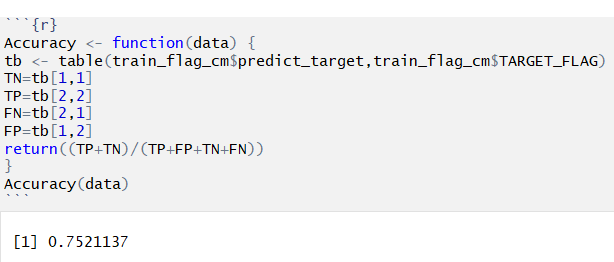 ```{r}
Accuracy <- function(data) {
tb <- table(train_flag_cm$predict_target,train_flag_cm$TARGET_FLAG)
TN=tb[1,1]
TP=tb[2,2]
FN=tb[2,1]
FP=tb[1,2]
return((TP+TN)/(TP+FP+TN+FN))
}
Accuracy(data)
```
[1] 0.7521137